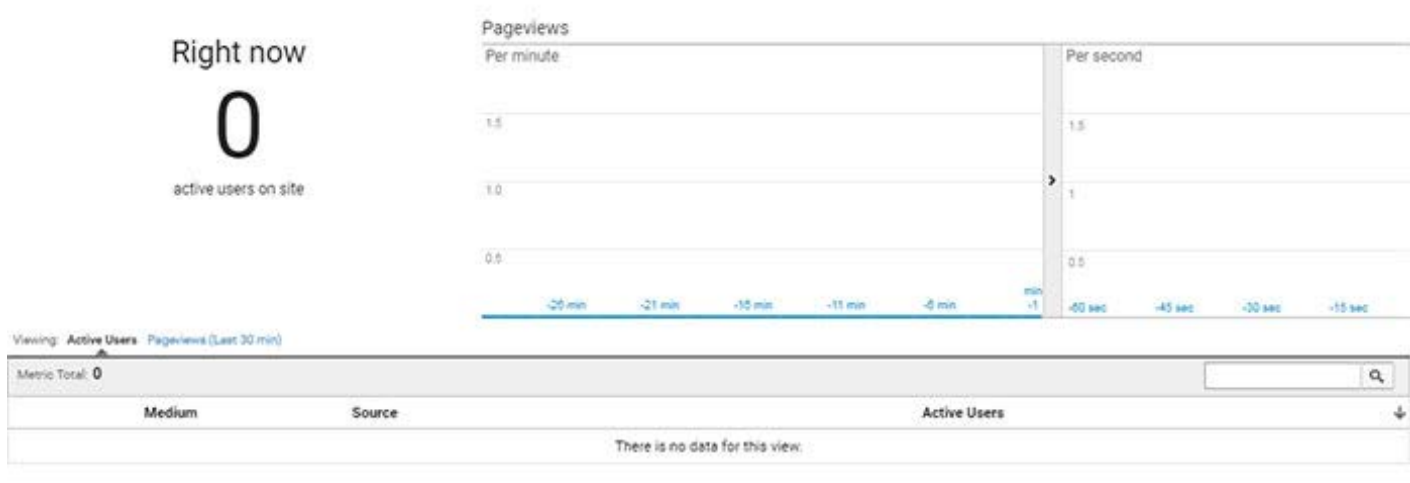 Right now
0
active users on site
Pageviews
Per minute
1.5
1.0
0.5
-26 min -21 min -16 min -11 min -6 min min
-1
Per second
1.5
1
0.5
-60 sec -45 sec -30 sec -15 sec
Viewing: Active Users Pageviews (Last 30 min)
Metric Total: 0
Medium Source Active Users
There is no data for this view.